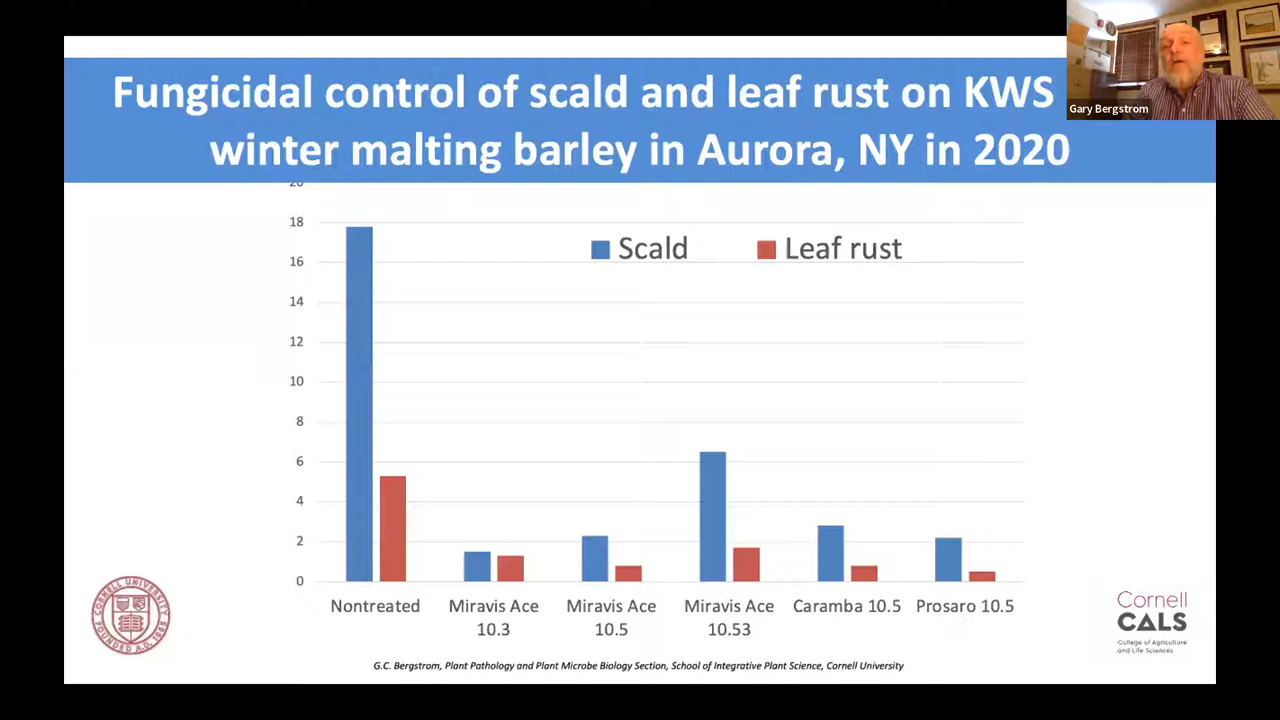 Fungicidal control of scald and leaf rust on KWS
winter malting barley in Aurora, NY in 2020
Gary Bergstrom
20
18
16
14
12
10
8
6
4
2
0
Scald
Leaf rust
Nontreated
Miravis Ace
10.3
Miravis Ace
10.5
Miravis Ace
10.53
Caramba 10.5
Prosaro 10.5
CORNELL UNIVERSITY
FOUNDED A.D. 1865
Cornell
CALS
College of Agriculture
and Life Sciences
G.C. Bergstrom, Plant Pathology and Plant Microbe Biology Section, School of Integrative Plant Science, Cornell University